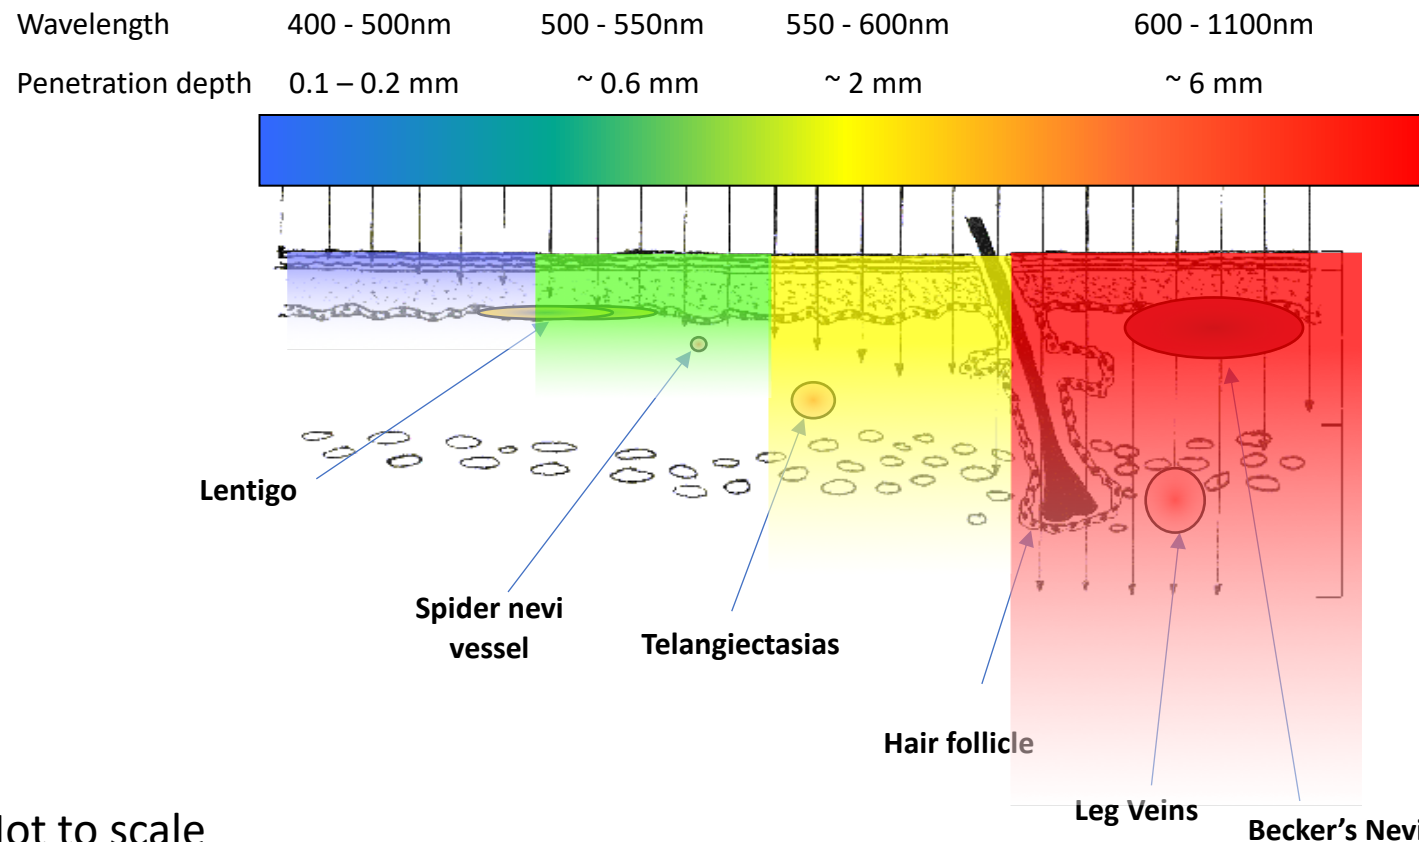 Wavelength 400 - 500nm 500 - 550nm 550 - 600nm 600 - 1100nm
Penetration depth 0.1 – 0.2 mm ~ 0.6 mm ~ 2 mm ~ 6 mm
Lentigo
Spider nevi
vessel
Telangiectasias
Hair follicle
Leg Veins
Becker's Nevi
ot to scale